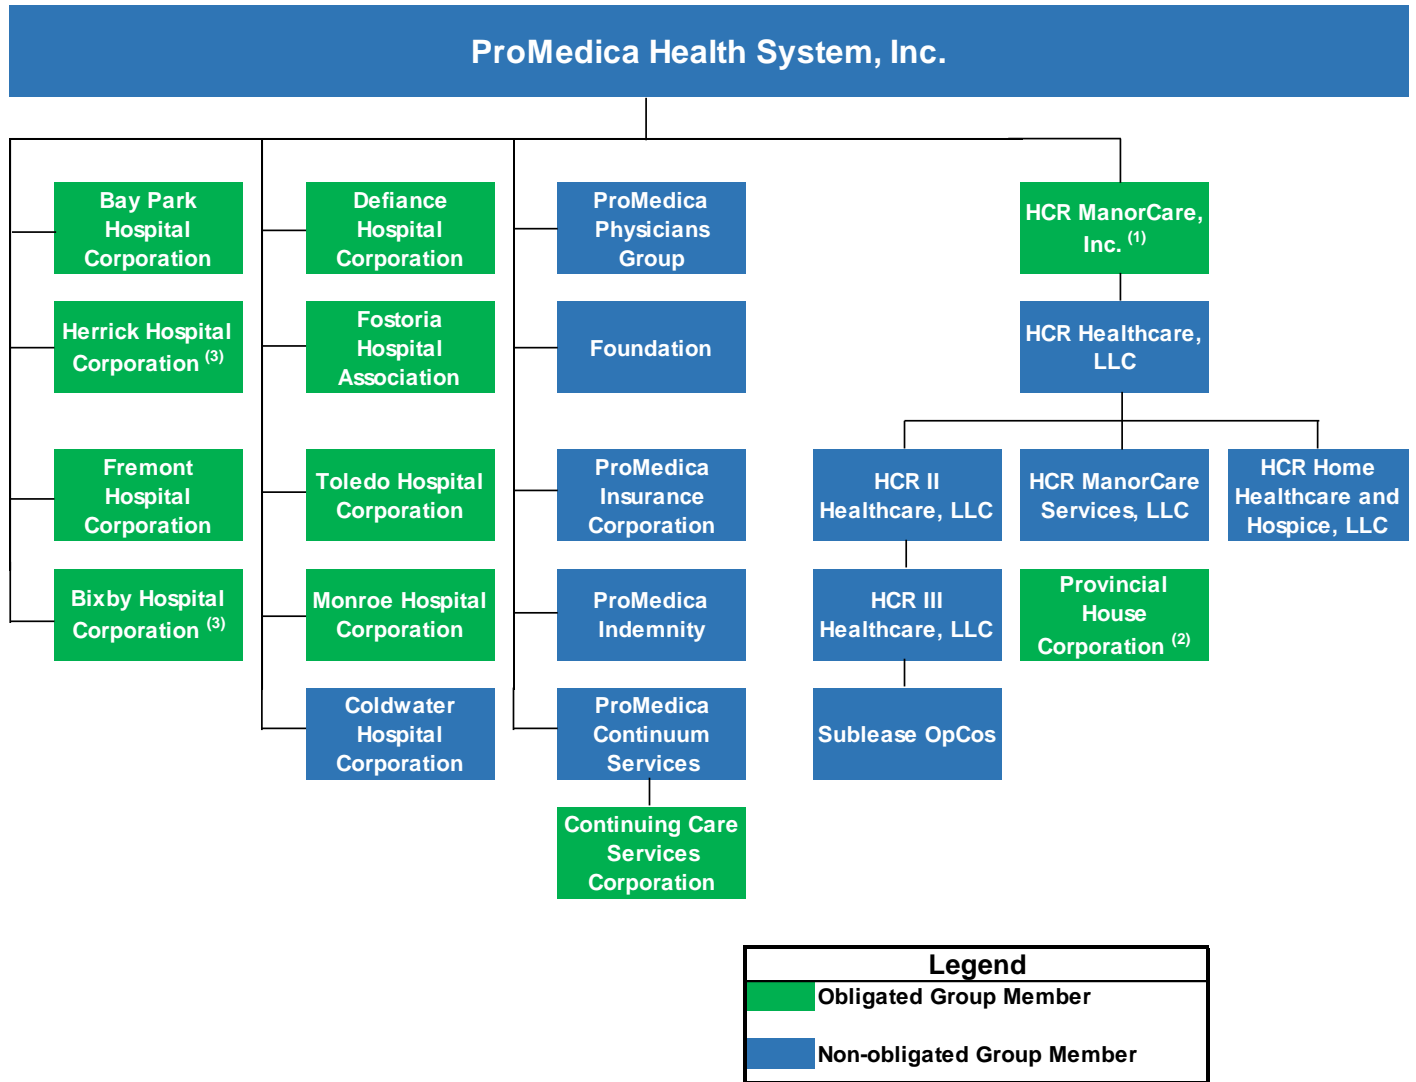 ProMedica Health System, Inc.
Bay Park
Hospital
Corporation
Defiance
Hospital
Corporation
ProMedica
Physicians
Group
HCR ManorCare,
Inc. (1)
Herrick Hospital
Corporation (3)
Fostoria
Hospital
Association
Foundation
HCR Healthcare,
LLC
Fremont
Hospital
Corporation
Toledo Hospital
Corporation
ProMedica
Insurance
Corporation
HCR II
Healthcare, LLC
HCR ManorCare
Services, LLC
HCR Home
Healthcare and
Hospice, LLC
Bixby Hospital
Corporation (3)
Monroe Hospital
Corporation
ProMedica
Indemnity
HCR III
Healthcare, LLC
Provincial
House
Corporation (2)
Coldwater
Hospital
Corporation
ProMedica
Continuum
Services
Sublease OpCos
Continuing Care
Services
Corporation
Legend
Obligated Group Member
Non-obligated Group Member